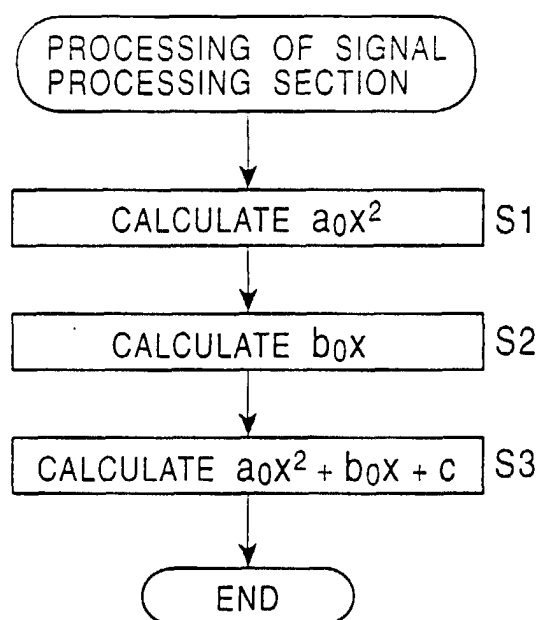 PROCESSING OF SIGNAL
PROCESSING SECTION
CALCULATE a₀x² S1
CALCULATE b₀x S2
CALCULATE a₀x² + b₀x + c S3
END